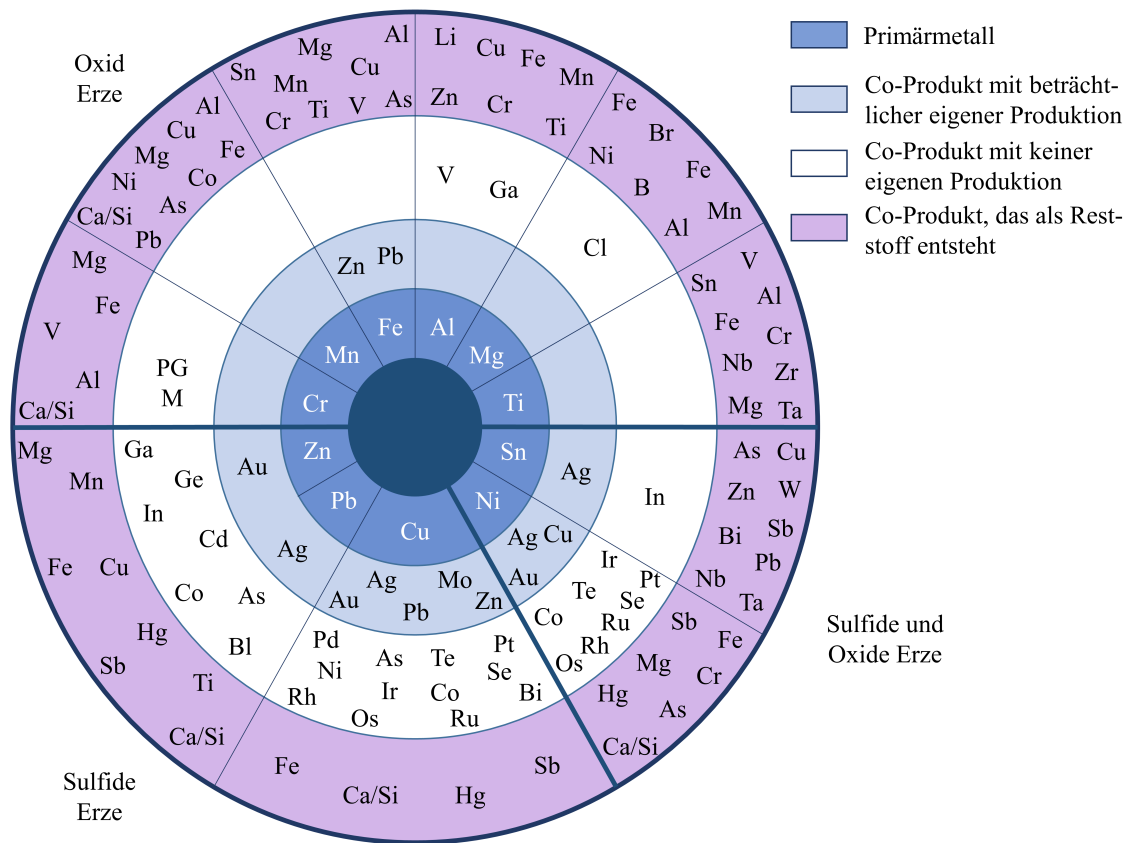 Oxid
Erze
Primärmetall
Co-Produkt mit beträcht-
licher eigener Produktion
Co-Produkt mit keiner
eigenen Produktion
Co-Produkt, das als Rest-
stoff entsteht
Al
Mg
Sn
Cu
Mn
V
As
Ti
Cr
Li
Cu
Fe
Mn
Zn
Cr
Ti
Fe
Br
Fe
Ni
B
Mn
Al
V
Sn
Al
Fe
Cr
Nb
Zr
Mg
Ta
Al
Cu
Fe
Mg
Co
Ni
As
Ca/Si
Pb
Mg
Fe
V
Al
Ca/Si
V
Ga
Cl
PG
M
Zn
Pb
Fe
Al
Mn
Mg
Cr
Ti
Zn
Sn
Pb
Ni
Cu
Au
Ag
Ag
Mo
Au
Pb
Zn
Ag
Cu
Au
Ag
In
Ga
Ge
In
Cd
Co
As
Bl
Pd
Ni
As
Te
Pt
Se
Rh
Ir
Co
Bi
Os
Ru
Ir
Pt
Te
Se
Co
Ru
Rh
Os
Mg
Mn
Fe
Cu
Hg
Sb
Ti
Ca/Si
Fe
Sb
Ca/Si
Hg
As
Cu
Zn
W
Sb
Bi
Pb
Nb
Ta
Sb
Fe
Mg
Cr
Hg
As
Ca/Si
Sulfide und
Oxide Erze
Sulfide
Erze